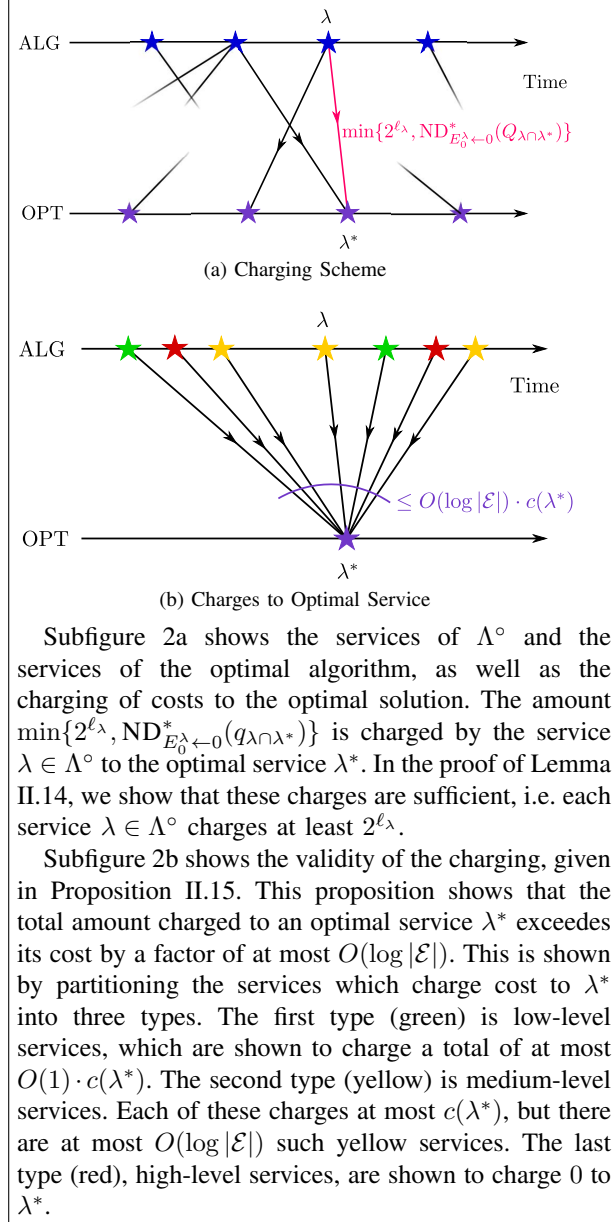 λ
ALG
Time
min{2^{ℓ_λ}, ND^*_{E_0^λ←0}(Q_{λ∩λ^*})}
OPT
λ^*
(a) Charging Scheme
λ
ALG
Time
≤ O(log |ℰ|) · c(λ^*)
OPT
λ^*
(b) Charges to Optimal Service
Subfigure 2a shows the services of Λ° and the
services of the optimal algorithm, as well as the
charging of costs to the optimal solution. The amount
min{2^{ℓ_λ}, ND^*_{E_0^λ←0}(q_{λ∩λ^*})} is charged by the service
λ ∈ Λ° to the optimal service λ^*. In the proof of Lemma
II.14, we show that these charges are sufficient, i.e. each
service λ ∈ Λ° charges at least 2^{ℓ_λ}.
Subfigure 2b shows the validity of the charging, given
in Proposition II.15. This proposition shows that the
total amount charged to an optimal service λ^* exceedes
its cost by a factor of at most O(log |ℰ|). This is shown
by partitioning the services which charge cost to λ^*
into three types. The first type (green) is low-level
services, which are shown to charge a total of at most
O(1) · c(λ^*). The second type (yellow) is medium-level
services. Each of these charges at most c(λ^*), but there
are at most O(log |ℰ|) such yellow services. The last
type (red), high-level services, are shown to charge 0 to
λ^*.